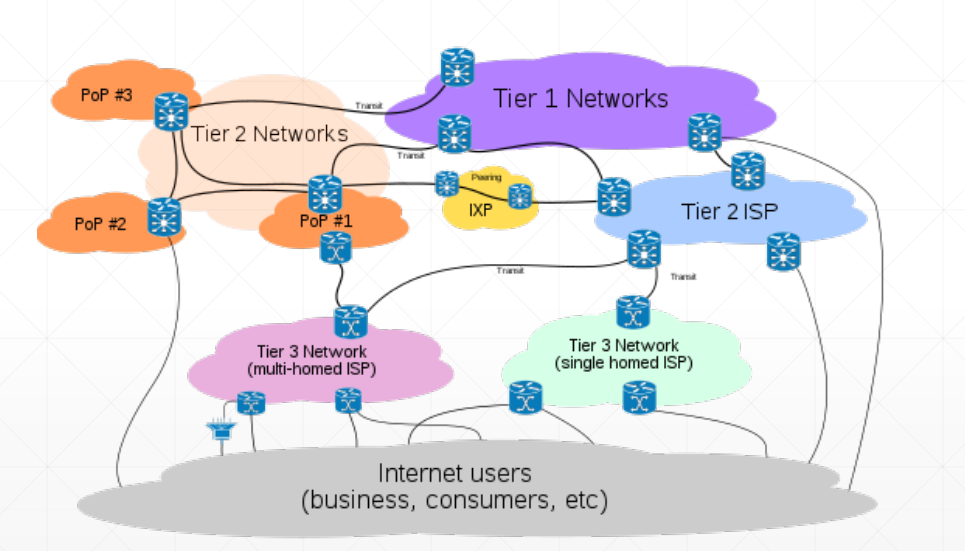 PoP #3
Tier 1 Networks
Transit
Tier 2 Networks
Transit
Peering
IXP
Tier 2 ISP
PoP #2
PoP #1
Transit
Transit
Tier 3 Network
(multi-homed ISP)
Tier 3 Network
(single homed ISP)
Internet users
(business, consumers, etc)